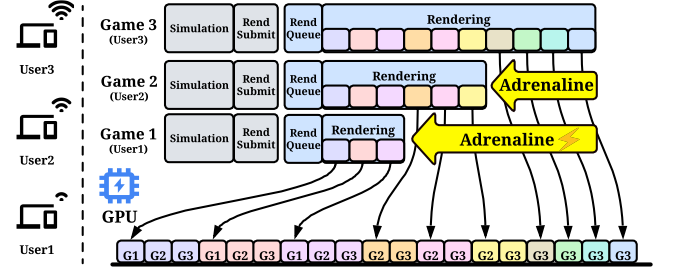 User3
User2
User1
Game 3
(User3)
Simulation
Rend
Submit
Rend
Queue
Rendering
Game 2
(User2)
Simulation
Rend
Submit
Rend
Queue
Rendering
Adrenaline
Game 1
(User1)
Simulation
Rend
Submit
Rend
Queue
Rendering
Adrenaline⚡
GPU
G1 G2 G3 G1 G2 G3 G1 G2 G3 G2 G3 G2 G3 G2 G3 G3 G3 G3 G3